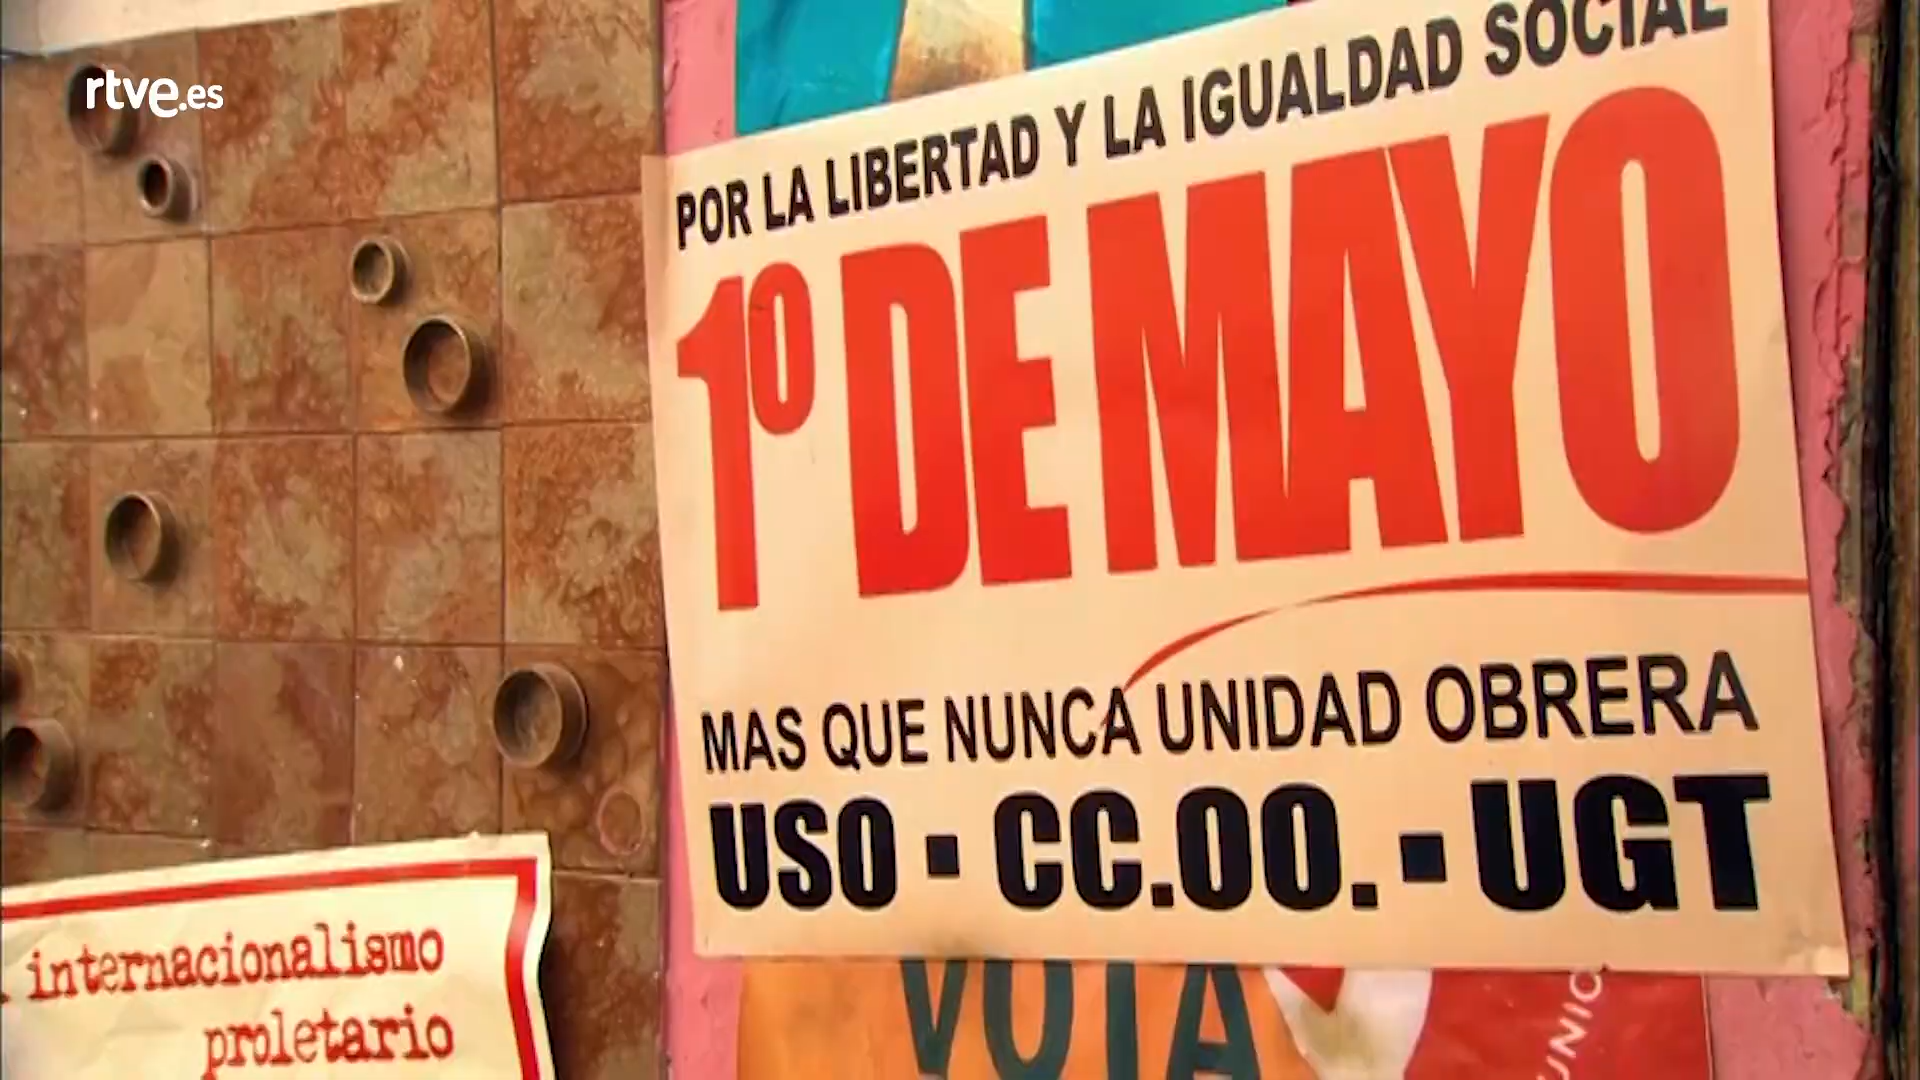 rtve.es
POR LA LIBERTAD Y LA IGUALDAD SOCIAL
1º DE MAYO
MAS QUE NUNCA UNIDAD OBRERA
USO · CC.OO. · UGT
internacionalismo
proletario
VOTA